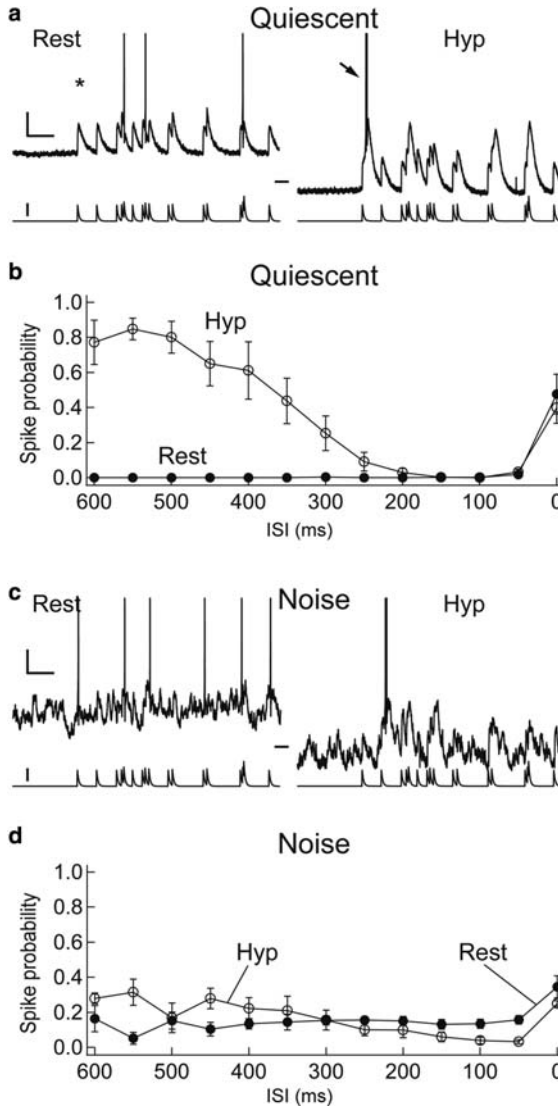 a
Quiescent
Rest
Hyp
*
b
Quiescent
Spike probability
1.0
0.8
0.6
0.4
0.2
0.0
Hyp
Rest
600
500
400
300
200
100
0
ISI (ms)
c
Noise
Rest
Hyp
d
Noise
Spike probability
1.0
0.8
0.6
0.4
0.2
0.0
Hyp
Rest
600
500
400
300
200
100
0
ISI (ms)